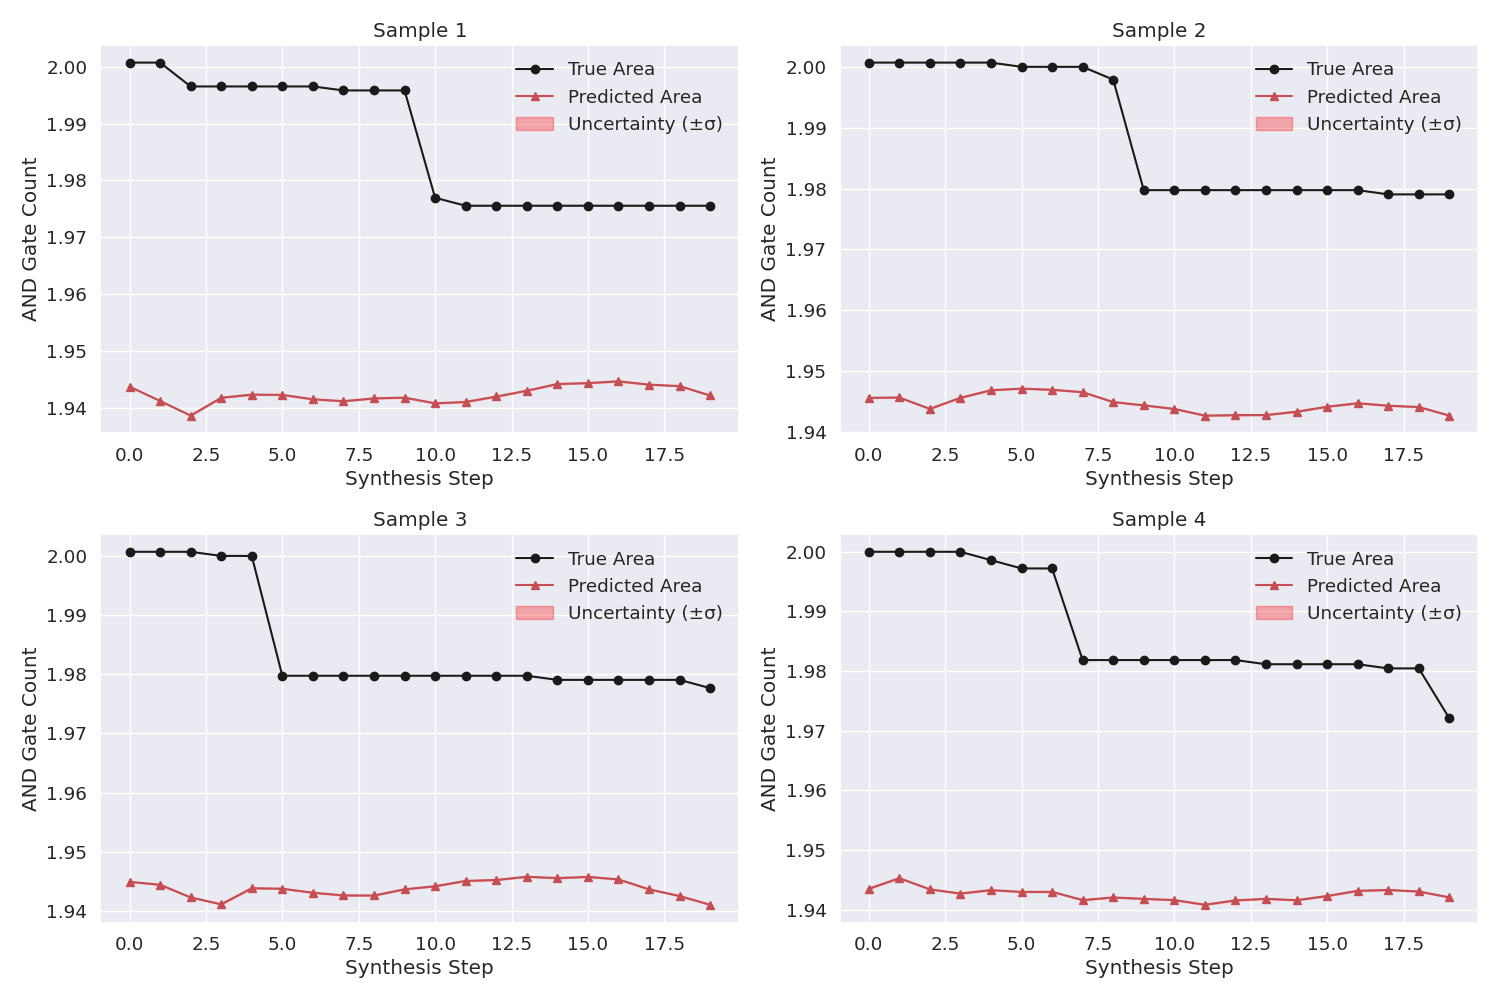 Sample 1
True Area
Predicted Area
Uncertainty (±σ)
AND Gate Count
2.00
1.99
1.98
1.97
1.96
1.95
1.94
0.0 2.5 5.0 7.5 10.0 12.5 15.0 17.5
Synthesis Step
Sample 2
True Area
Predicted Area
Uncertainty (±σ)
AND Gate Count
2.00
1.99
1.98
1.97
1.96
1.95
1.94
0.0 2.5 5.0 7.5 10.0 12.5 15.0 17.5
Synthesis Step
Sample 3
True Area
Predicted Area
Uncertainty (±σ)
AND Gate Count
2.00
1.99
1.98
1.97
1.96
1.95
1.94
0.0 2.5 5.0 7.5 10.0 12.5 15.0 17.5
Synthesis Step
Sample 4
True Area
Predicted Area
Uncertainty (±σ)
AND Gate Count
2.00
1.99
1.98
1.97
1.96
1.95
1.94
0.0 2.5 5.0 7.5 10.0 12.5 15.0 17.5
Synthesis Step